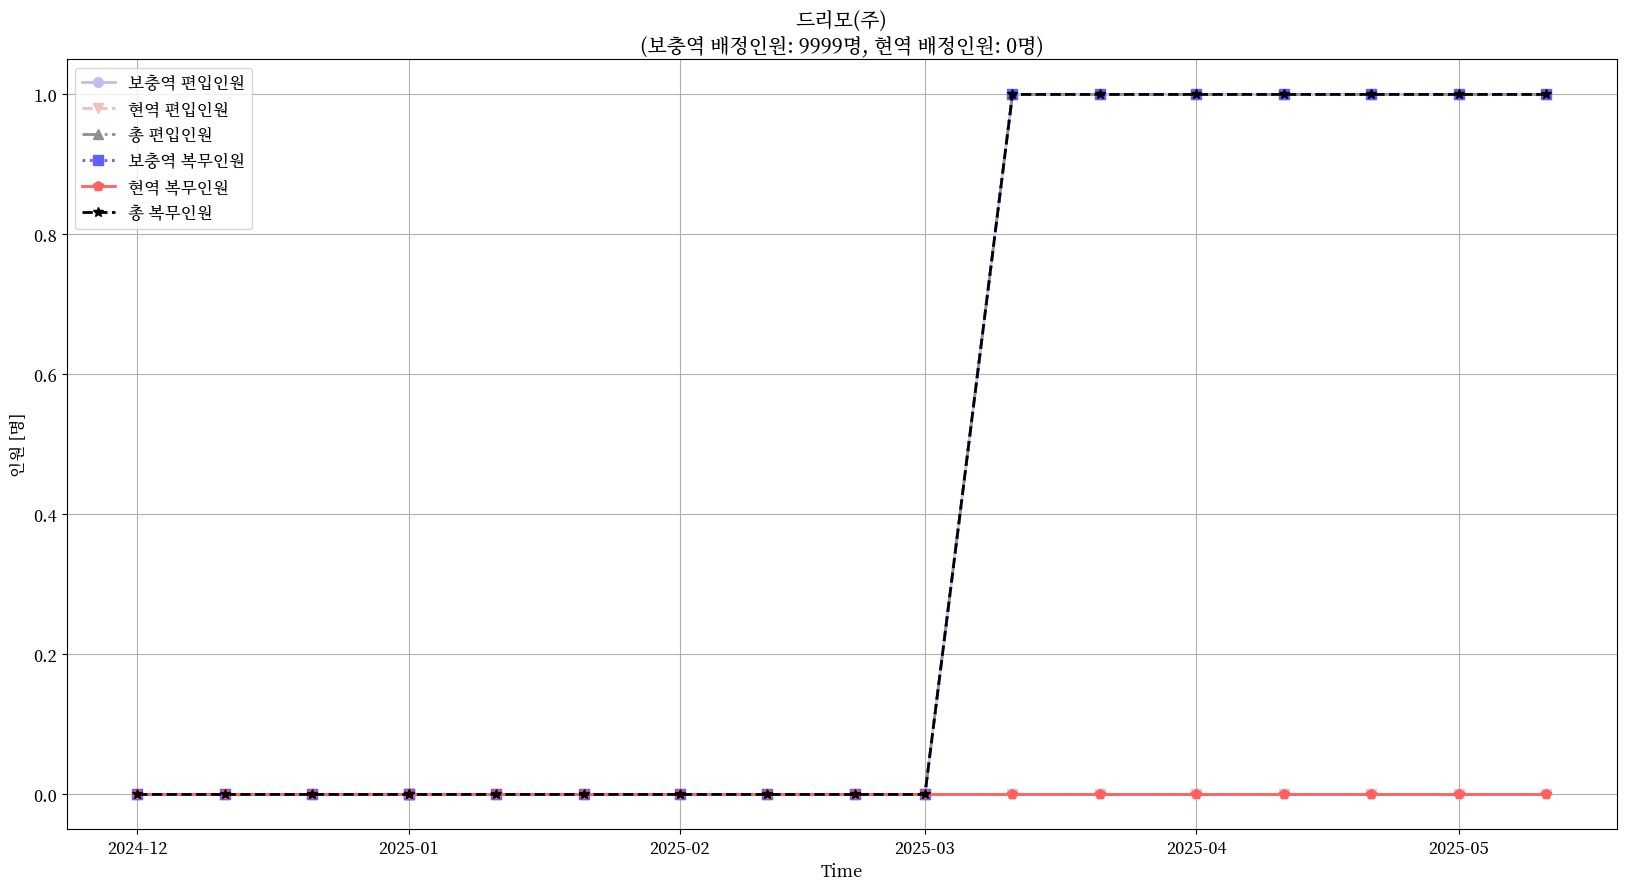 드리모(주)
(보충역 배정인원: 9999명, 현역 배정인원: 0명)
보충역 편입인원
현역 편입인원
총 편입인원
보충역 복무인원
현역 복무인원
총 복무인원
인원 [명]
1.0
0.8
0.6
0.4
0.2
0.0
2024-12
2025-01
2025-02
2025-03
2025-04
2025-05
Time